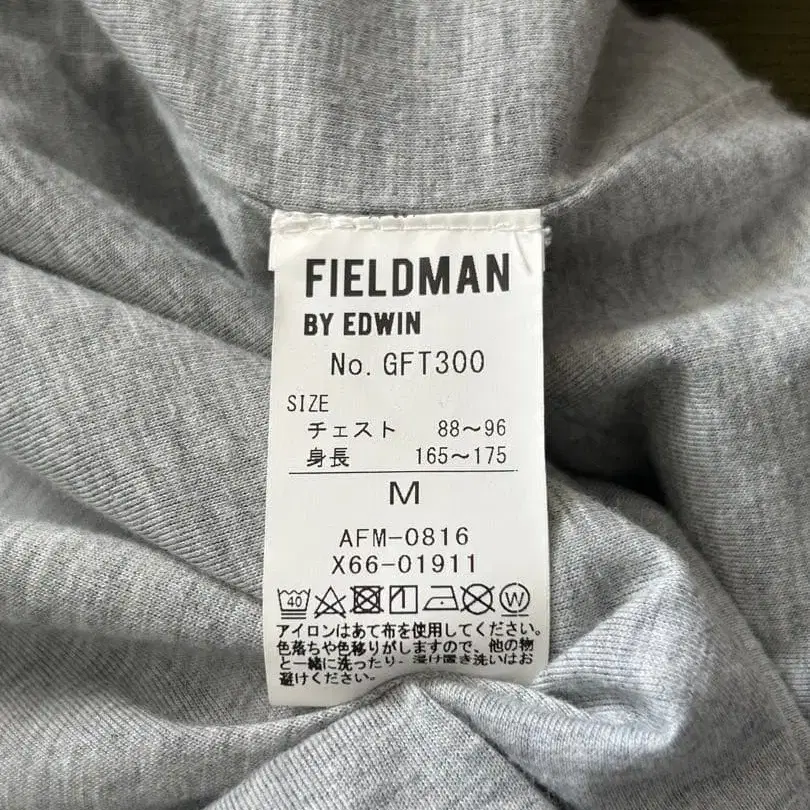 FIELDMAN
BY EDWIN
No. GFT300
SIZE
チェスト 88～96
身長 165～175
M
AFM-0816
X66-01911
40 W
アイロンはあて布を使用してください。
色落ちや色移りがしますので、他の物
と一緒に洗ったり、浸け置き洗いはお
避けください。